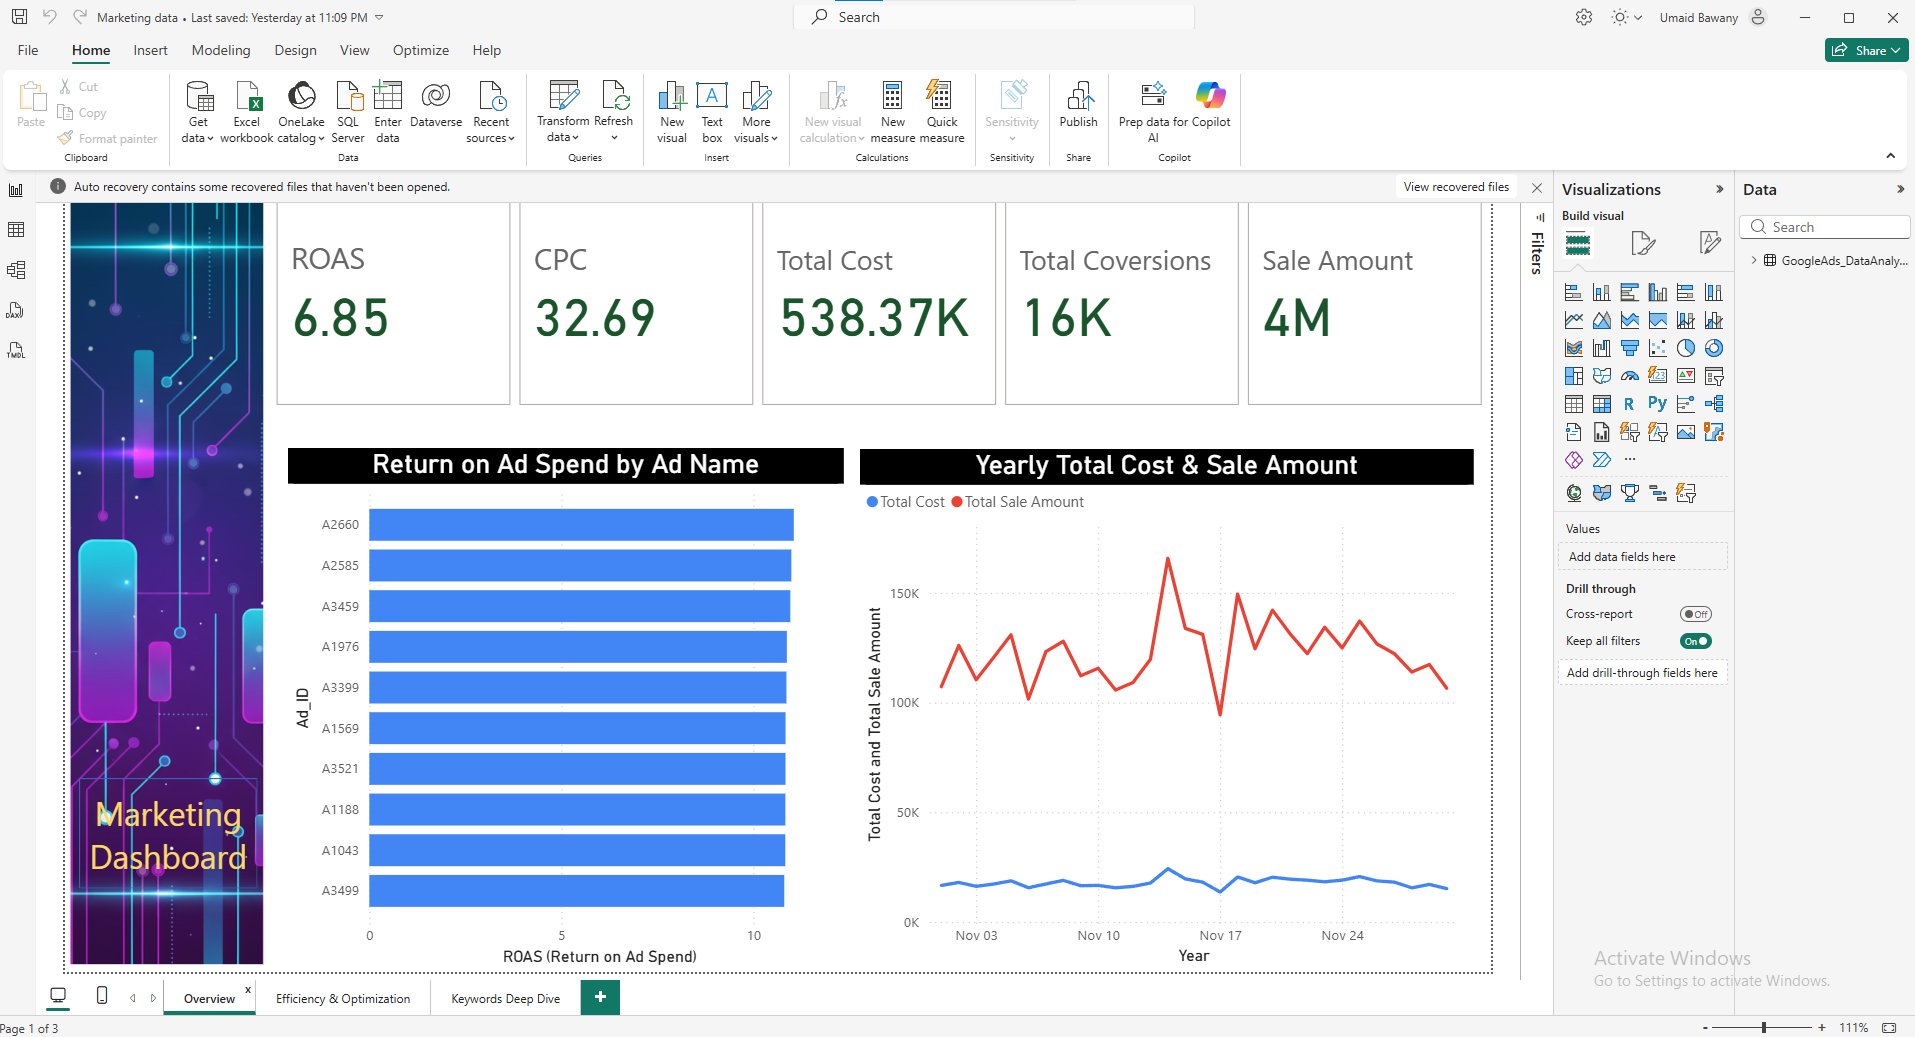 Marketing data • Last saved: Yesterday at 11:09 PM
Search
Umaid Bawany
File Home Insert Modeling Design View Optimize Help
Share
Paste
Cut
Copy
Format painter
Clipboard
Get data
Excel workbook
OneLake catalog
SQL Server
Enter data
Dataverse
Recent sources
Data
Transform data
Refresh
Queries
New visual
Text box
More visuals
Insert
New visual calculation
New measure
Quick measure
Calculations
Sensitivity
Sensitivity
Publish
Share
Prep data for AI
Copilot
Copilot
Auto recovery contains some recovered files that haven't been opened.
View recovered files
DAX
TMDL
ROAS
6.85
CPC
32.69
Total Cost
538.37K
Total Coversions
16K
Sale Amount
4M
Return on Ad Spend by Ad Name
Ad_ID
A2660
A2585
A3459
A1976
A3399
A1569
A3521
A1188
A1043
A3499
0 5 10
ROAS (Return on Ad Spend)
Yearly Total Cost & Sale Amount
Total Cost Total Sale Amount
Total Cost and Total Sale Amount
150K
100K
50K
0K
Nov 03 Nov 10 Nov 17 Nov 24
Year
Marketing
Dashboard
Filters
Visualizations
Build visual
123
R
Py
Values
Add data fields here
Drill through
Cross-report
Off
Keep all filters
On
Add drill-through fields here
Data
Search
GoogleAds_DataAnaly...
Activate Windows
Go to Settings to activate Windows.
Overview
x
Efficiency & Optimization
Keywords Deep Dive
+
Page 1 of 3
- + 111%